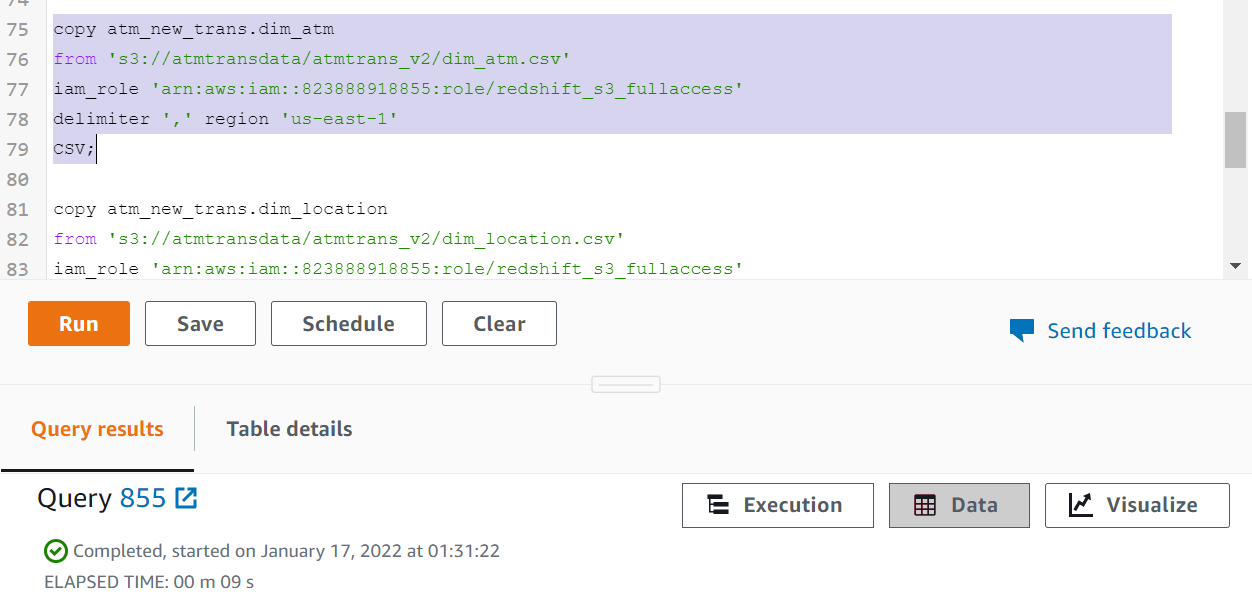 74
75 copy atm_new_trans.dim_atm
76 from 's3://atmtransdata/atmtrans_v2/dim_atm.csv'
77 iam_role 'arn:aws:iam::823888918855:role/redshift_s3_fullaccess'
78 delimiter ',' region 'us-east-1'
79 CSV;
80
81 copy atm_new_trans.dim_location
82 from 's3://atmtransdata/atmtrans_v2/dim_location.csv'
83 iam_role 'arn:aws:iam::823888918855:role/redshift_s3_fullaccess'
Run Save Schedule Clear Send feedback
Query results Table details
Query 855 Execution Data Visualize
Completed, started on January 17, 2022 at 01:31:22
ELAPSED TIME: 00 m 09 s